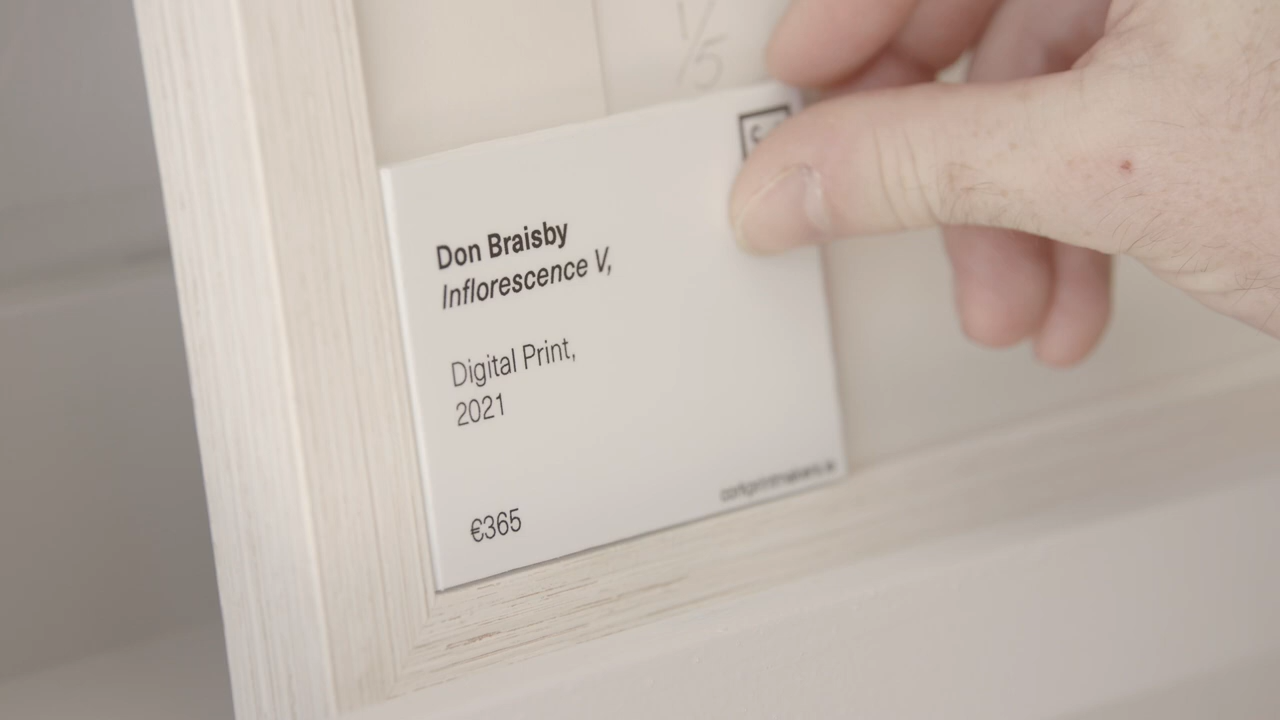 1/5
Don Braisby
Inflorescence V,
Digital Print,
2021
€365
corkprintmakers.ie